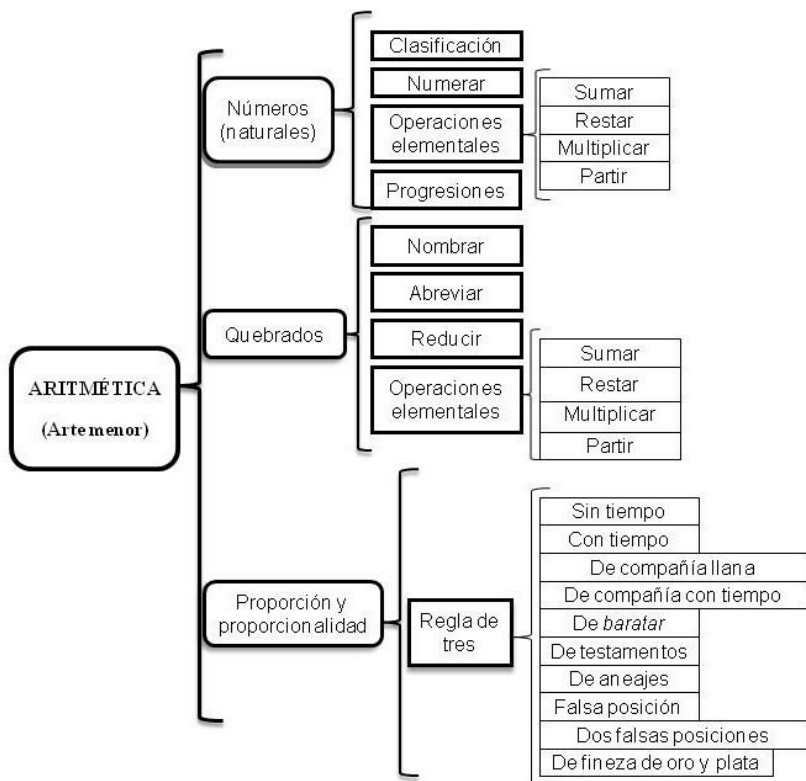 ARITMÉTICA
(Arte menor)
Números
(naturales)
Clasificación
Numerar
Operaciones
elementales
Sumar
Restar
Multiplicar
Partir
Progresiones
Quebrados
Nombrar
Abreviar
Reducir
Operaciones
elementales
Sumar
Restar
Multiplicar
Partir
Proporción y
proporcionalidad
Regla de
tres
Sin tiempo
Con tiempo
De compañía llana
De compañía con tiempo
De baratar
De testamentos
De aneajes
Falsa posición
Dos falsas posiciones
De fineza de oro y plata